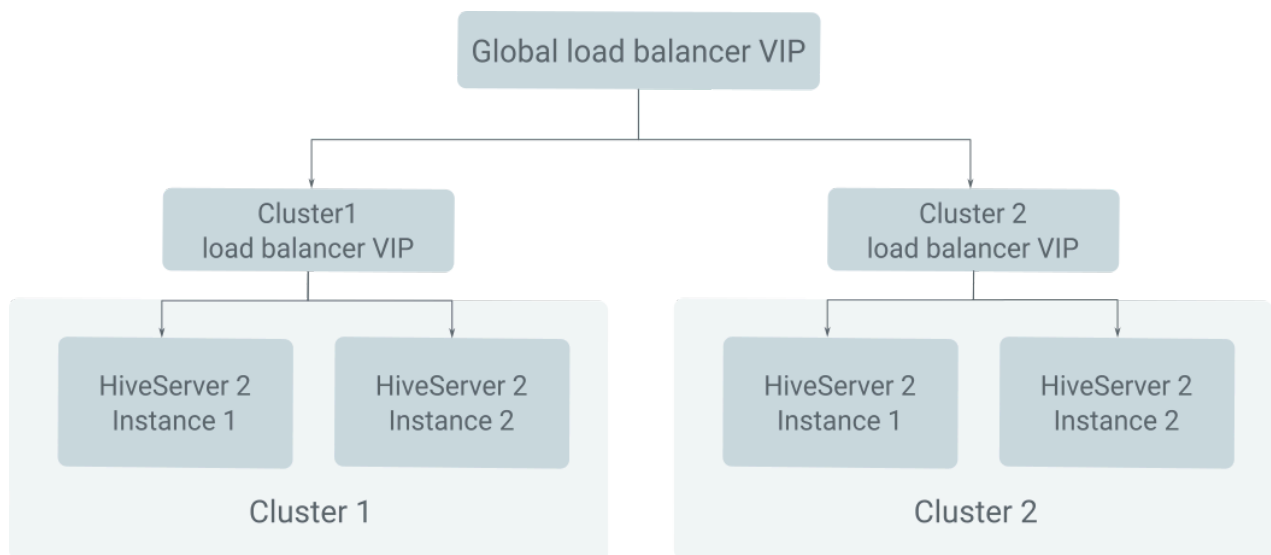 Global load balancer VIP
Cluster1
load balancer VIP
Cluster 2
load balancer VIP
HiveServer 2
Instance 1
HiveServer 2
Instance 2
HiveServer 2
Instance 1
HiveServer 2
Instance 2
Cluster 1
Cluster 2